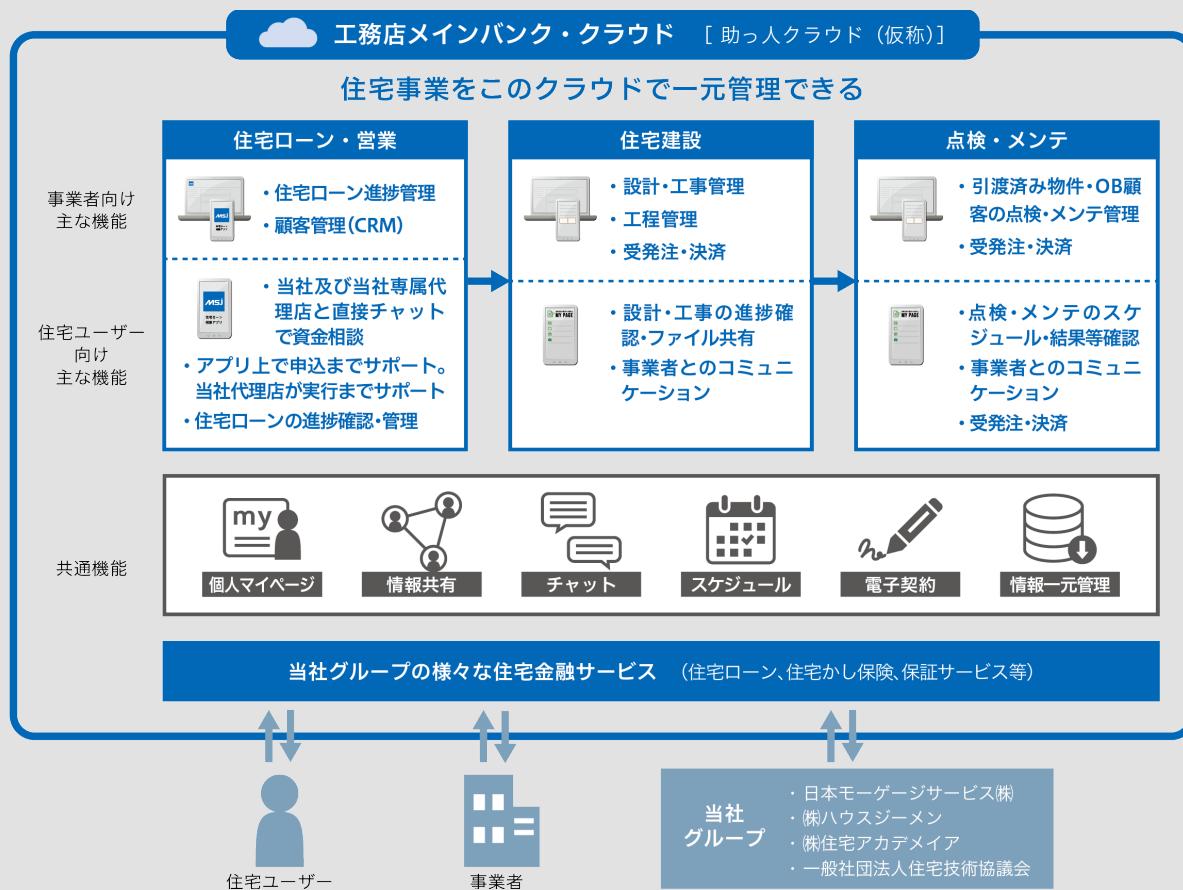 工務店メインバンク・クラウド [ 助っ人クラウド（仮称）]
住宅事業をこのクラウドで一元管理できる
事業者向け
主な機能
住宅ユーザー
向け
主な機能
住宅ローン・営業
MSJ
・住宅ローン進捗管理
・顧客管理（CRM）
MSJ
・当社及び当社専属代
理店と直接チャット
で資金相談
・アプリ上で申込までサポート。
当社代理店が実行までサポート
・住宅ローンの進捗確認・管理
住宅建設
・設計・工事管理
・工程管理
・受発注・決済
MY PAGE
・設計・工事の進捗確
認・ファイル共有
・事業者とのコミュニ
ケーション
点検・メンテ
・引渡済み物件・OB顧
客の点検・メンテ管理
・受発注・決済
MY PAGE
・点検・メンテのスケ
ジュール・結果等確認
・事業者とのコミュニ
ケーション
・受発注・決済
共通機能
my
個人マイページ
情報共有
チャット
スケジュール
電子契約
情報一元管理
当社グループの様々な住宅金融サービス （住宅ローン、住宅かし保険、保証サービス等）
住宅ユーザー
事業者
当社
グループ
・日本モーゲージサービス㈱
・㈱ハウスジーメン
・㈱住宅アカデメイア
・一般社団法人住宅技術協議会